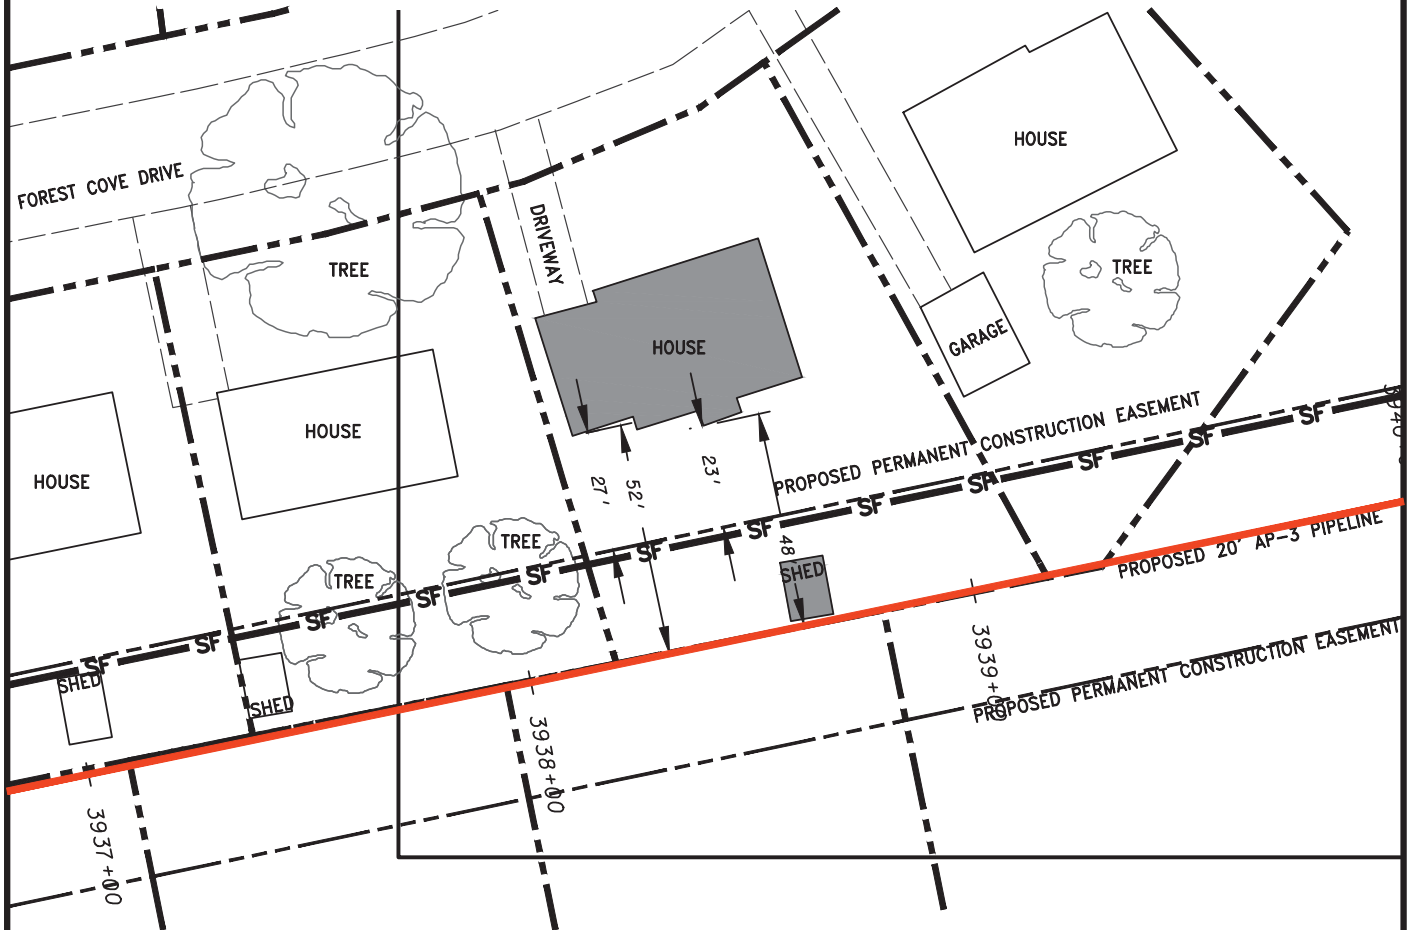 FOREST COVE DRIVE
HOUSE
DRIVEWAY
TREE
TREE
HOUSE
GARAGE
HOUSE
HOUSE
27'
52'
23'
PROPOSED PERMANENT CONSTRUCTION EASEMENT
HOUSE
TREE
TREE
48'
SHED
SF
SF
SF
SF
SF
SF
SF
SF
SF
SF
SF
SF
SHED
SHED
PROPOSED 20' AP-3 PIPELINE
PROPOSED PERMANENT CONSTRUCTION EASEMENT
3937+00
3938+00
3939+00